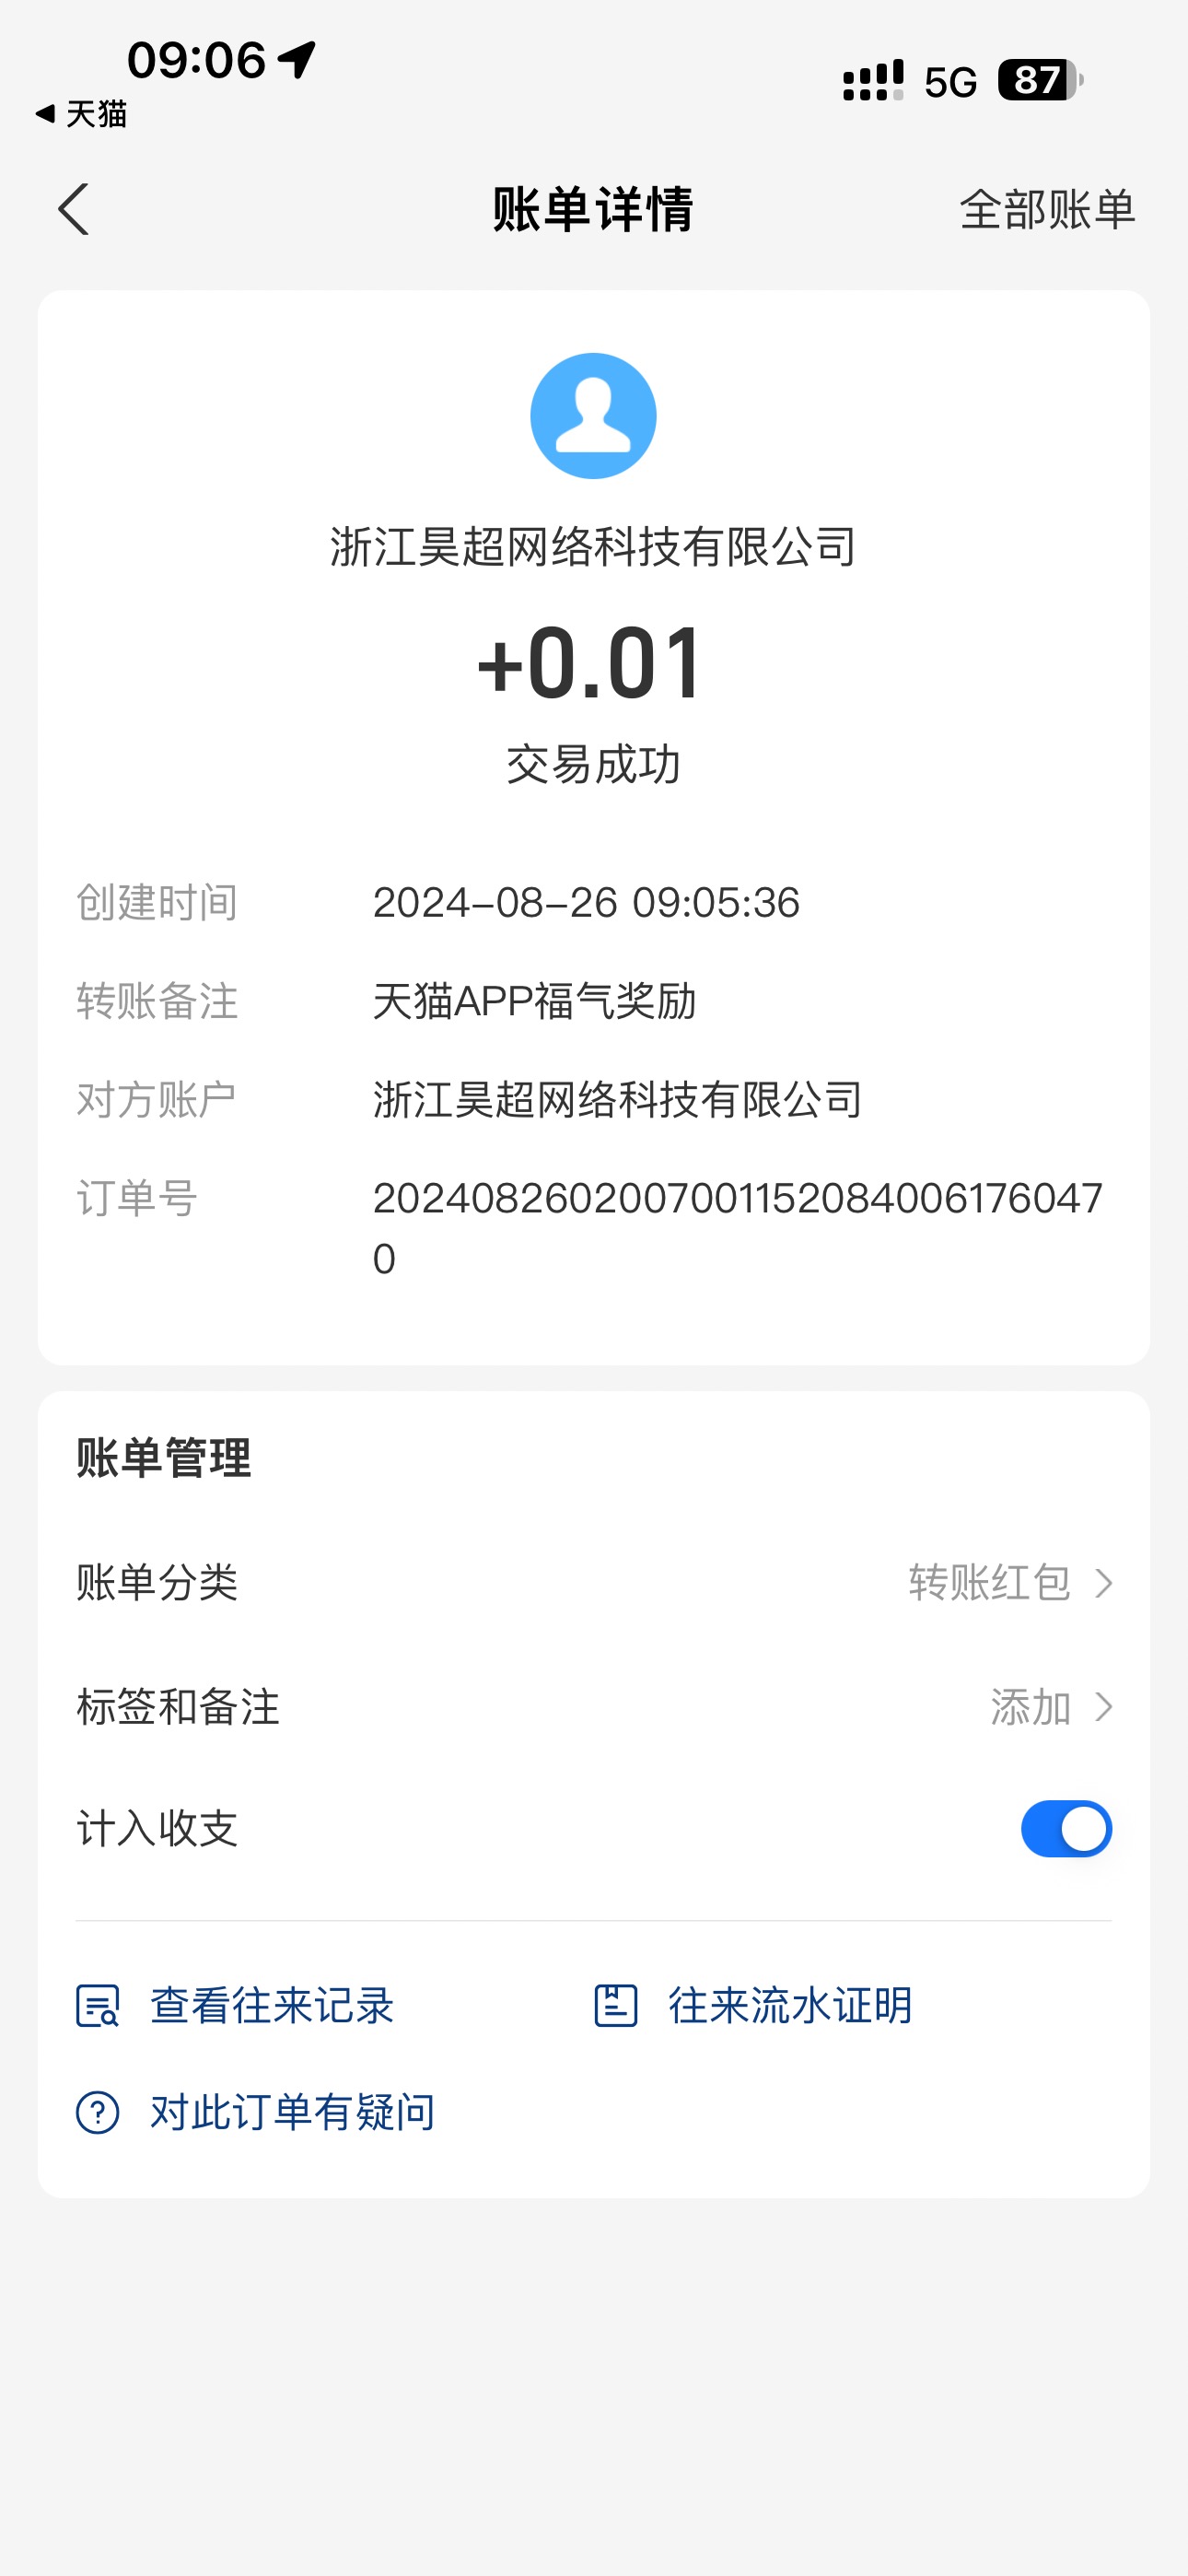 09:06
5G 87
天猫
账单详情 全部账单
浙江昊超网络科技有限公司
+0.01
交易成功
创建时间 2024-08-26 09:05:36
转账备注 天猫APP福气奖励
对方账户 浙江昊超网络科技有限公司
订单号 2024082602007001152084006176047
0
账单管理
账单分类 转账红包
标签和备注 添加
计入收支
查看往来记录 往来流水证明
对此订单有疑问